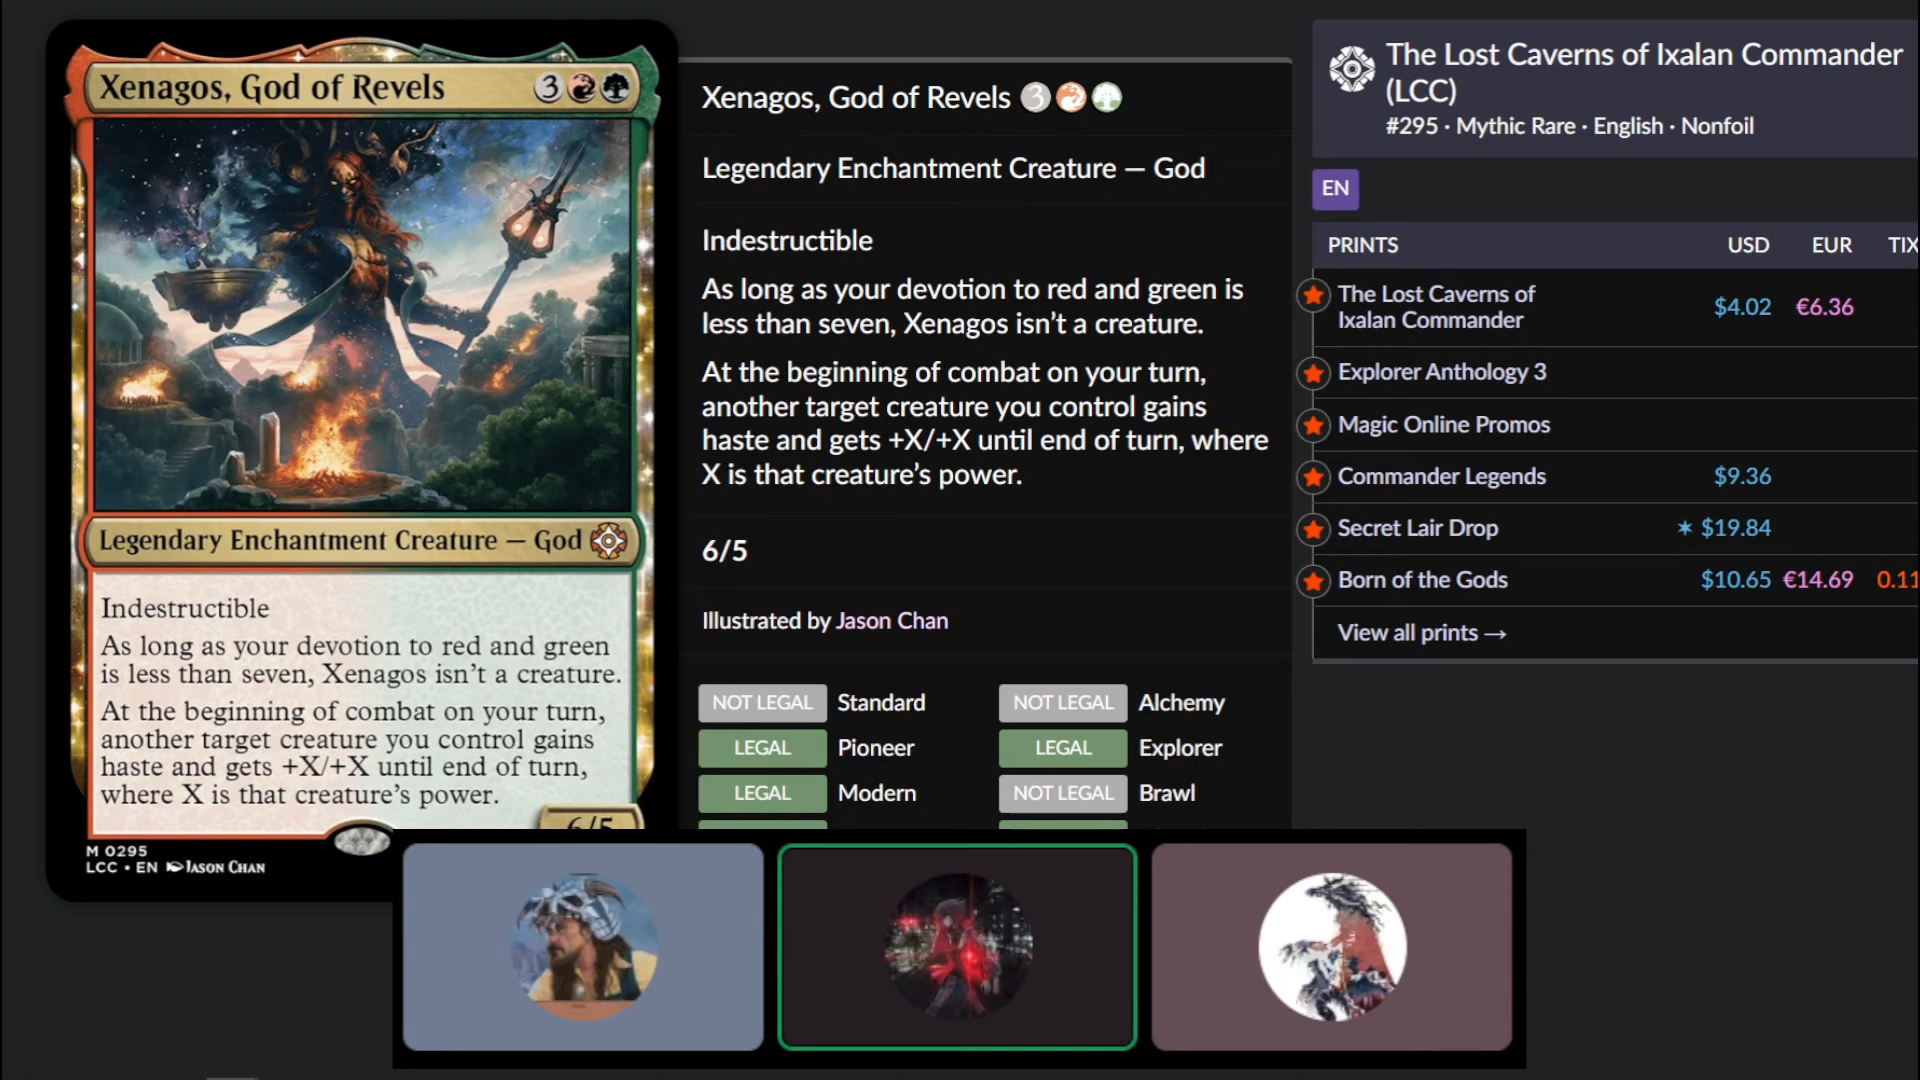 Xenagos, God of Revels 3
Legendary Enchantment Creature — God
Indestructible
As long as your devotion to red and green
is less than seven, Xenagos isn't a creature.
At the beginning of combat on your turn,
another target creature you control gains
haste and gets +X/+X until end of turn,
where X is that creature's power.
6/5
M 0295
LCC • EN JASON CHAN
Xenagos, God of Revels 3
Legendary Enchantment Creature — God
Indestructible
As long as your devotion to red and green is
less than seven, Xenagos isn't a creature.
At the beginning of combat on your turn,
another target creature you control gains
haste and gets +X/+X until end of turn, where
X is that creature's power.
6/5
Illustrated by Jason Chan
NOT LEGAL Standard NOT LEGAL Alchemy
LEGAL Pioneer LEGAL Explorer
LEGAL Modern NOT LEGAL Brawl
The Lost Caverns of Ixalan Commander
(LCC)
#295 · Mythic Rare · English · Nonfoil
EN
PRINTS USD EUR TIX
The Lost Caverns of
Ixalan Commander $4.02 €6.36
Explorer Anthology 3
Magic Online Promos
Commander Legends $9.36
Secret Lair Drop ✶ $19.84
Born of the Gods $10.65 €14.69 0.11
View all prints →